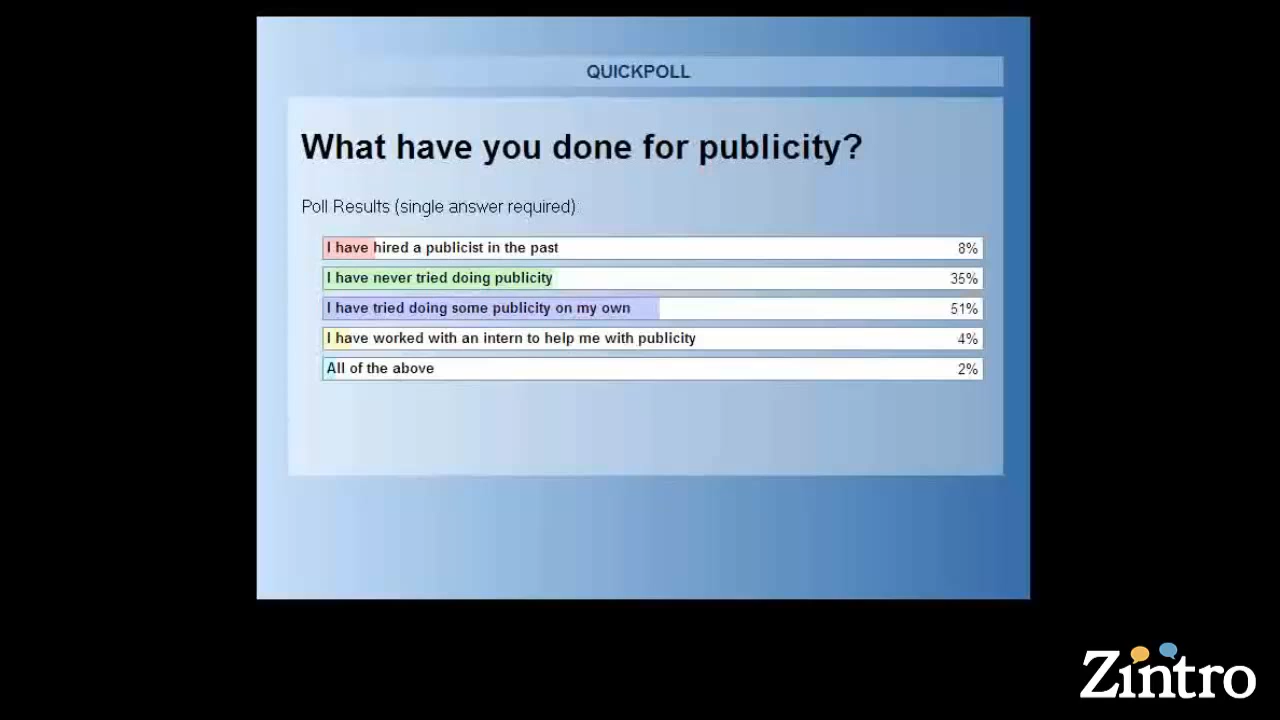 QUICKPOLL
What have you done for publicity?
Poll Results (single answer required)
I have hired a publicist in the past 8%
I have never tried doing publicity 35%
I have tried doing some publicity on my own 51%
I have worked with an intern to help me with publicity 4%
All of the above 2%
Zintro